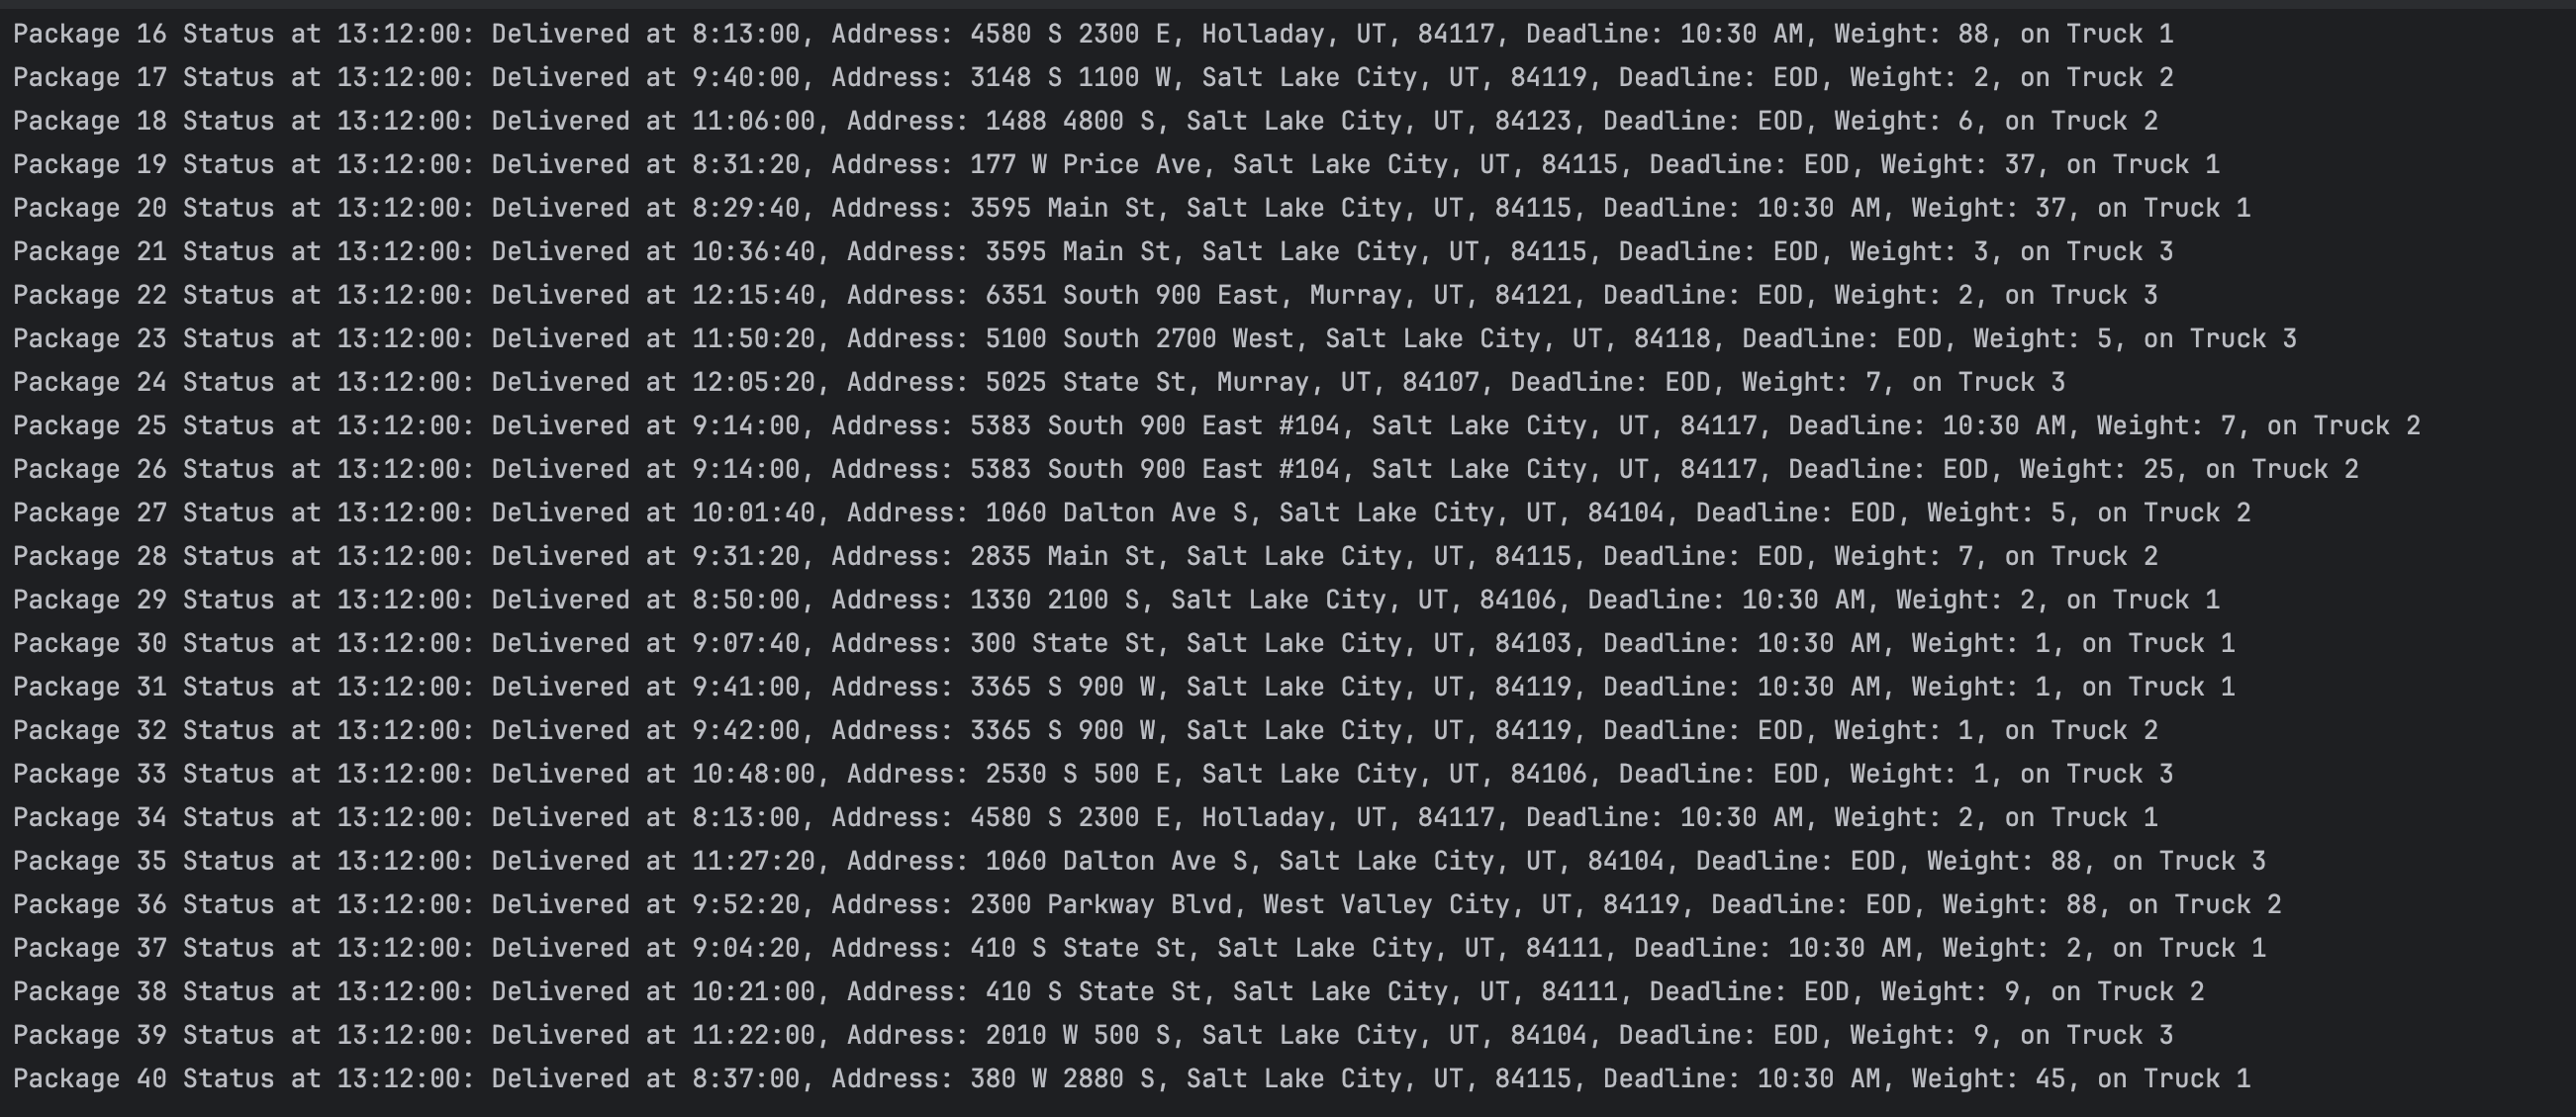 Package 16 Status at 13:12:00: Delivered at 8:13:00, Address: 4580 S 2300 E, Holladay, UT, 84117, Deadline: 10:30 AM, Weight: 88, on Truck 1
Package 17 Status at 13:12:00: Delivered at 9:40:00, Address: 3148 S 1100 W, Salt Lake City, UT, 84119, Deadline: EOD, Weight: 2, on Truck 2
Package 18 Status at 13:12:00: Delivered at 11:06:00, Address: 1488 4800 S, Salt Lake City, UT, 84123, Deadline: EOD, Weight: 6, on Truck 2
Package 19 Status at 13:12:00: Delivered at 8:31:20, Address: 177 W Price Ave, Salt Lake City, UT, 84115, Deadline: EOD, Weight: 37, on Truck 1
Package 20 Status at 13:12:00: Delivered at 8:29:40, Address: 3595 Main St, Salt Lake City, UT, 84115, Deadline: 10:30 AM, Weight: 37, on Truck 1
Package 21 Status at 13:12:00: Delivered at 10:36:40, Address: 3595 Main St, Salt Lake City, UT, 84115, Deadline: EOD, Weight: 3, on Truck 3
Package 22 Status at 13:12:00: Delivered at 12:15:40, Address: 6351 South 900 East, Murray, UT, 84121, Deadline: EOD, Weight: 2, on Truck 3
Package 23 Status at 13:12:00: Delivered at 11:50:20, Address: 5100 South 2700 West, Salt Lake City, UT, 84118, Deadline: EOD, Weight: 5, on Truck 3
Package 24 Status at 13:12:00: Delivered at 12:05:20, Address: 5025 State St, Murray, UT, 84107, Deadline: EOD, Weight: 7, on Truck 3
Package 25 Status at 13:12:00: Delivered at 9:14:00, Address: 5383 South 900 East #104, Salt Lake City, UT, 84117, Deadline: 10:30 AM, Weight: 7, on Truck 2
Package 26 Status at 13:12:00: Delivered at 9:14:00, Address: 5383 South 900 East #104, Salt Lake City, UT, 84117, Deadline: EOD, Weight: 25, on Truck 2
Package 27 Status at 13:12:00: Delivered at 10:01:40, Address: 1060 Dalton Ave S, Salt Lake City, UT, 84104, Deadline: EOD, Weight: 5, on Truck 2
Package 28 Status at 13:12:00: Delivered at 9:31:20, Address: 2835 Main St, Salt Lake City, UT, 84115, Deadline: EOD, Weight: 7, on Truck 2
Package 29 Status at 13:12:00: Delivered at 8:50:00, Address: 1330 2100 S, Salt Lake City, UT, 84106, Deadline: 10:30 AM, Weight: 2, on Truck 1
Package 30 Status at 13:12:00: Delivered at 9:07:40, Address: 300 State St, Salt Lake City, UT, 84103, Deadline: 10:30 AM, Weight: 1, on Truck 1
Package 31 Status at 13:12:00: Delivered at 9:41:00, Address: 3365 S 900 W, Salt Lake City, UT, 84119, Deadline: 10:30 AM, Weight: 1, on Truck 1
Package 32 Status at 13:12:00: Delivered at 9:42:00, Address: 3365 S 900 W, Salt Lake City, UT, 84119, Deadline: EOD, Weight: 1, on Truck 2
Package 33 Status at 13:12:00: Delivered at 10:48:00, Address: 2530 S 500 E, Salt Lake City, UT, 84106, Deadline: EOD, Weight: 1, on Truck 3
Package 34 Status at 13:12:00: Delivered at 8:13:00, Address: 4580 S 2300 E, Holladay, UT, 84117, Deadline: 10:30 AM, Weight: 2, on Truck 1
Package 35 Status at 13:12:00: Delivered at 11:27:20, Address: 1060 Dalton Ave S, Salt Lake City, UT, 84104, Deadline: EOD, Weight: 88, on Truck 3
Package 36 Status at 13:12:00: Delivered at 9:52:20, Address: 2300 Parkway Blvd, West Valley City, UT, 84119, Deadline: EOD, Weight: 88, on Truck 2
Package 37 Status at 13:12:00: Delivered at 9:04:20, Address: 410 S State St, Salt Lake City, UT, 84111, Deadline: 10:30 AM, Weight: 2, on Truck 1
Package 38 Status at 13:12:00: Delivered at 10:21:00, Address: 410 S State St, Salt Lake City, UT, 84111, Deadline: EOD, Weight: 9, on Truck 2
Package 39 Status at 13:12:00: Delivered at 11:22:00, Address: 2010 W 500 S, Salt Lake City, UT, 84104, Deadline: EOD, Weight: 9, on Truck 3
Package 40 Status at 13:12:00: Delivered at 8:37:00, Address: 380 W 2880 S, Salt Lake City, UT, 84115, Deadline: 10:30 AM, Weight: 45, on Truck 1